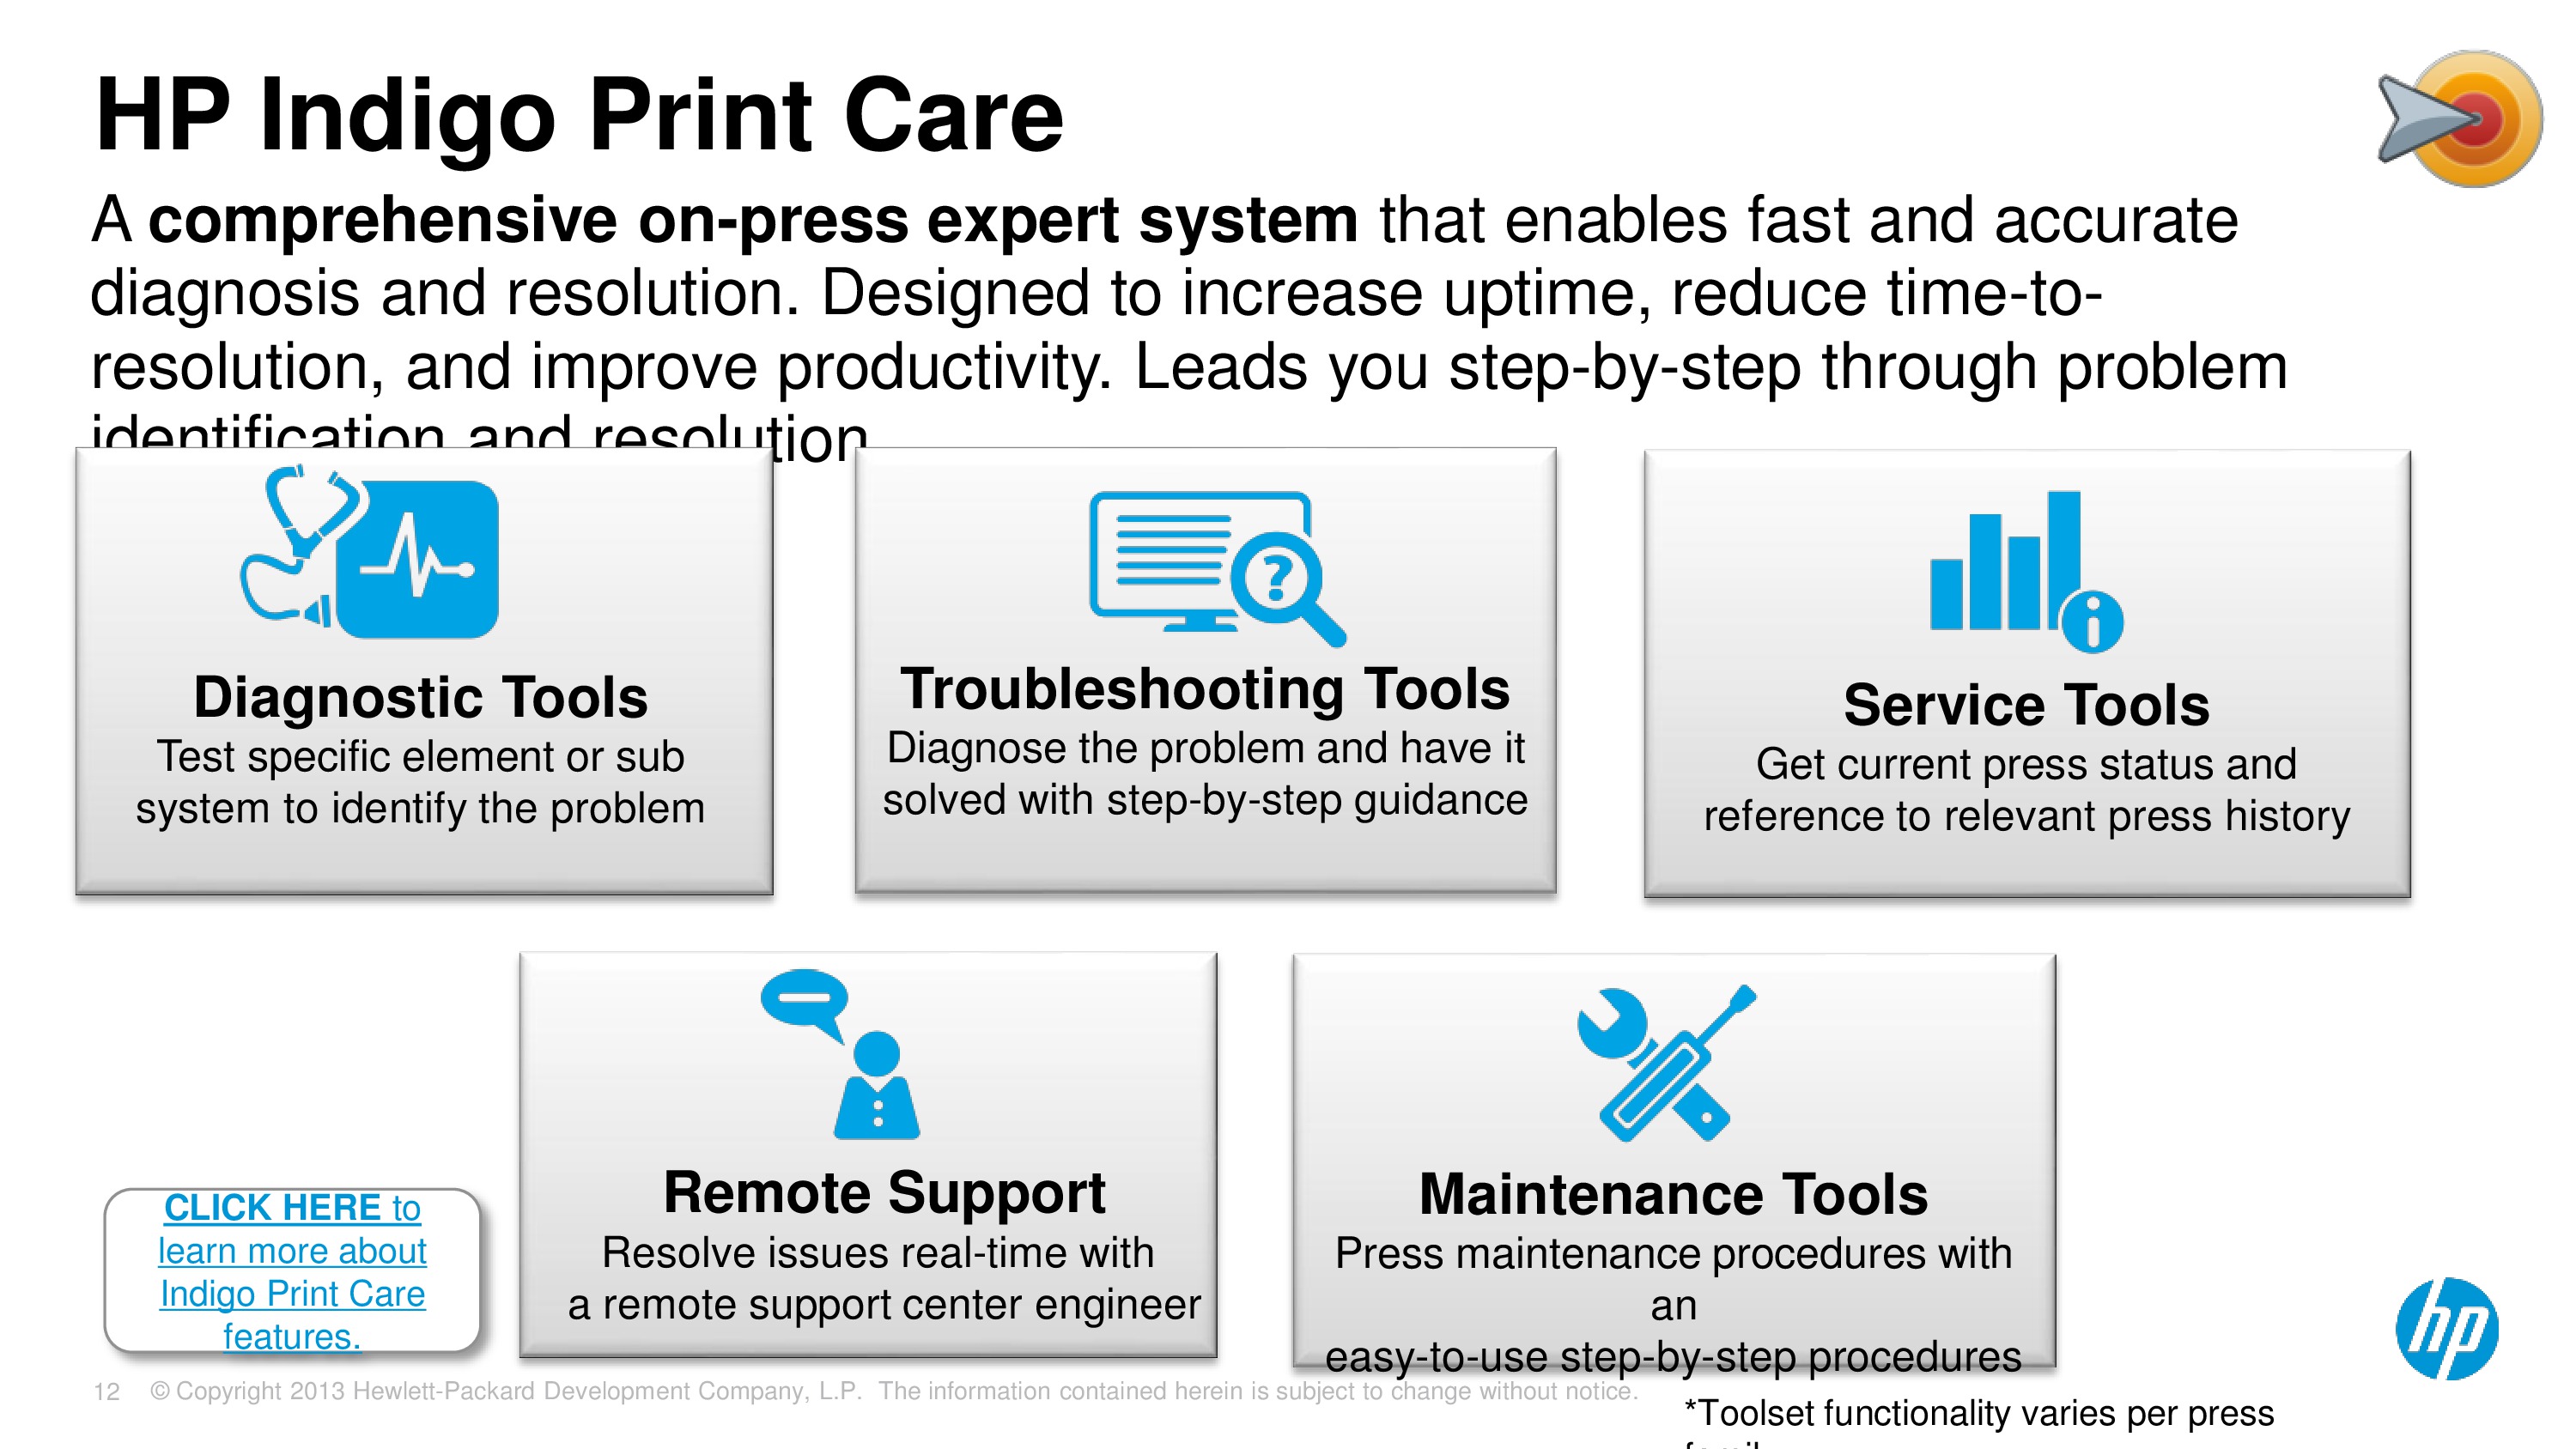 HP Indigo Print Care
A comprehensive on-press expert system that enables fast and accurate
diagnosis and resolution. Designed to increase uptime, reduce time-to-
resolution, and improve productivity. Leads you step-by-step through problem
identification and resolution
Diagnostic Tools
Test specific element or sub
system to identify the problem
?
Troubleshooting Tools
Diagnose the problem and have it
solved with step-by-step guidance
i
Service Tools
Get current press status and
reference to relevant press history
Remote Support
Resolve issues real-time with
a remote support center engineer
Maintenance Tools
Press maintenance procedures with
an
easy-to-use step-by-step procedures
CLICK HERE to
learn more about
Indigo Print Care
features.
hp
12 © Copyright 2013 Hewlett-Packard Development Company, L.P. The information contained herein is subject to change without notice.
*Toolset functionality varies per press